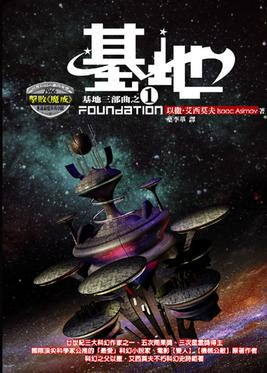 基地
1966
擊敗《魔戒》
基地三部曲之1
FOUNDATION
以撒·艾西莫夫 Isaac Asimov 著
葉李華 譯
廿世紀三大科幻作家之一、五次雨果獎、三次星雲獎得主
國際頂尖科學家公推的「最愛」科幻小說家、電影【變人】、【機械公敵】原著作者
科幻之父以撒·艾西莫夫不朽科幻史詩鉅著